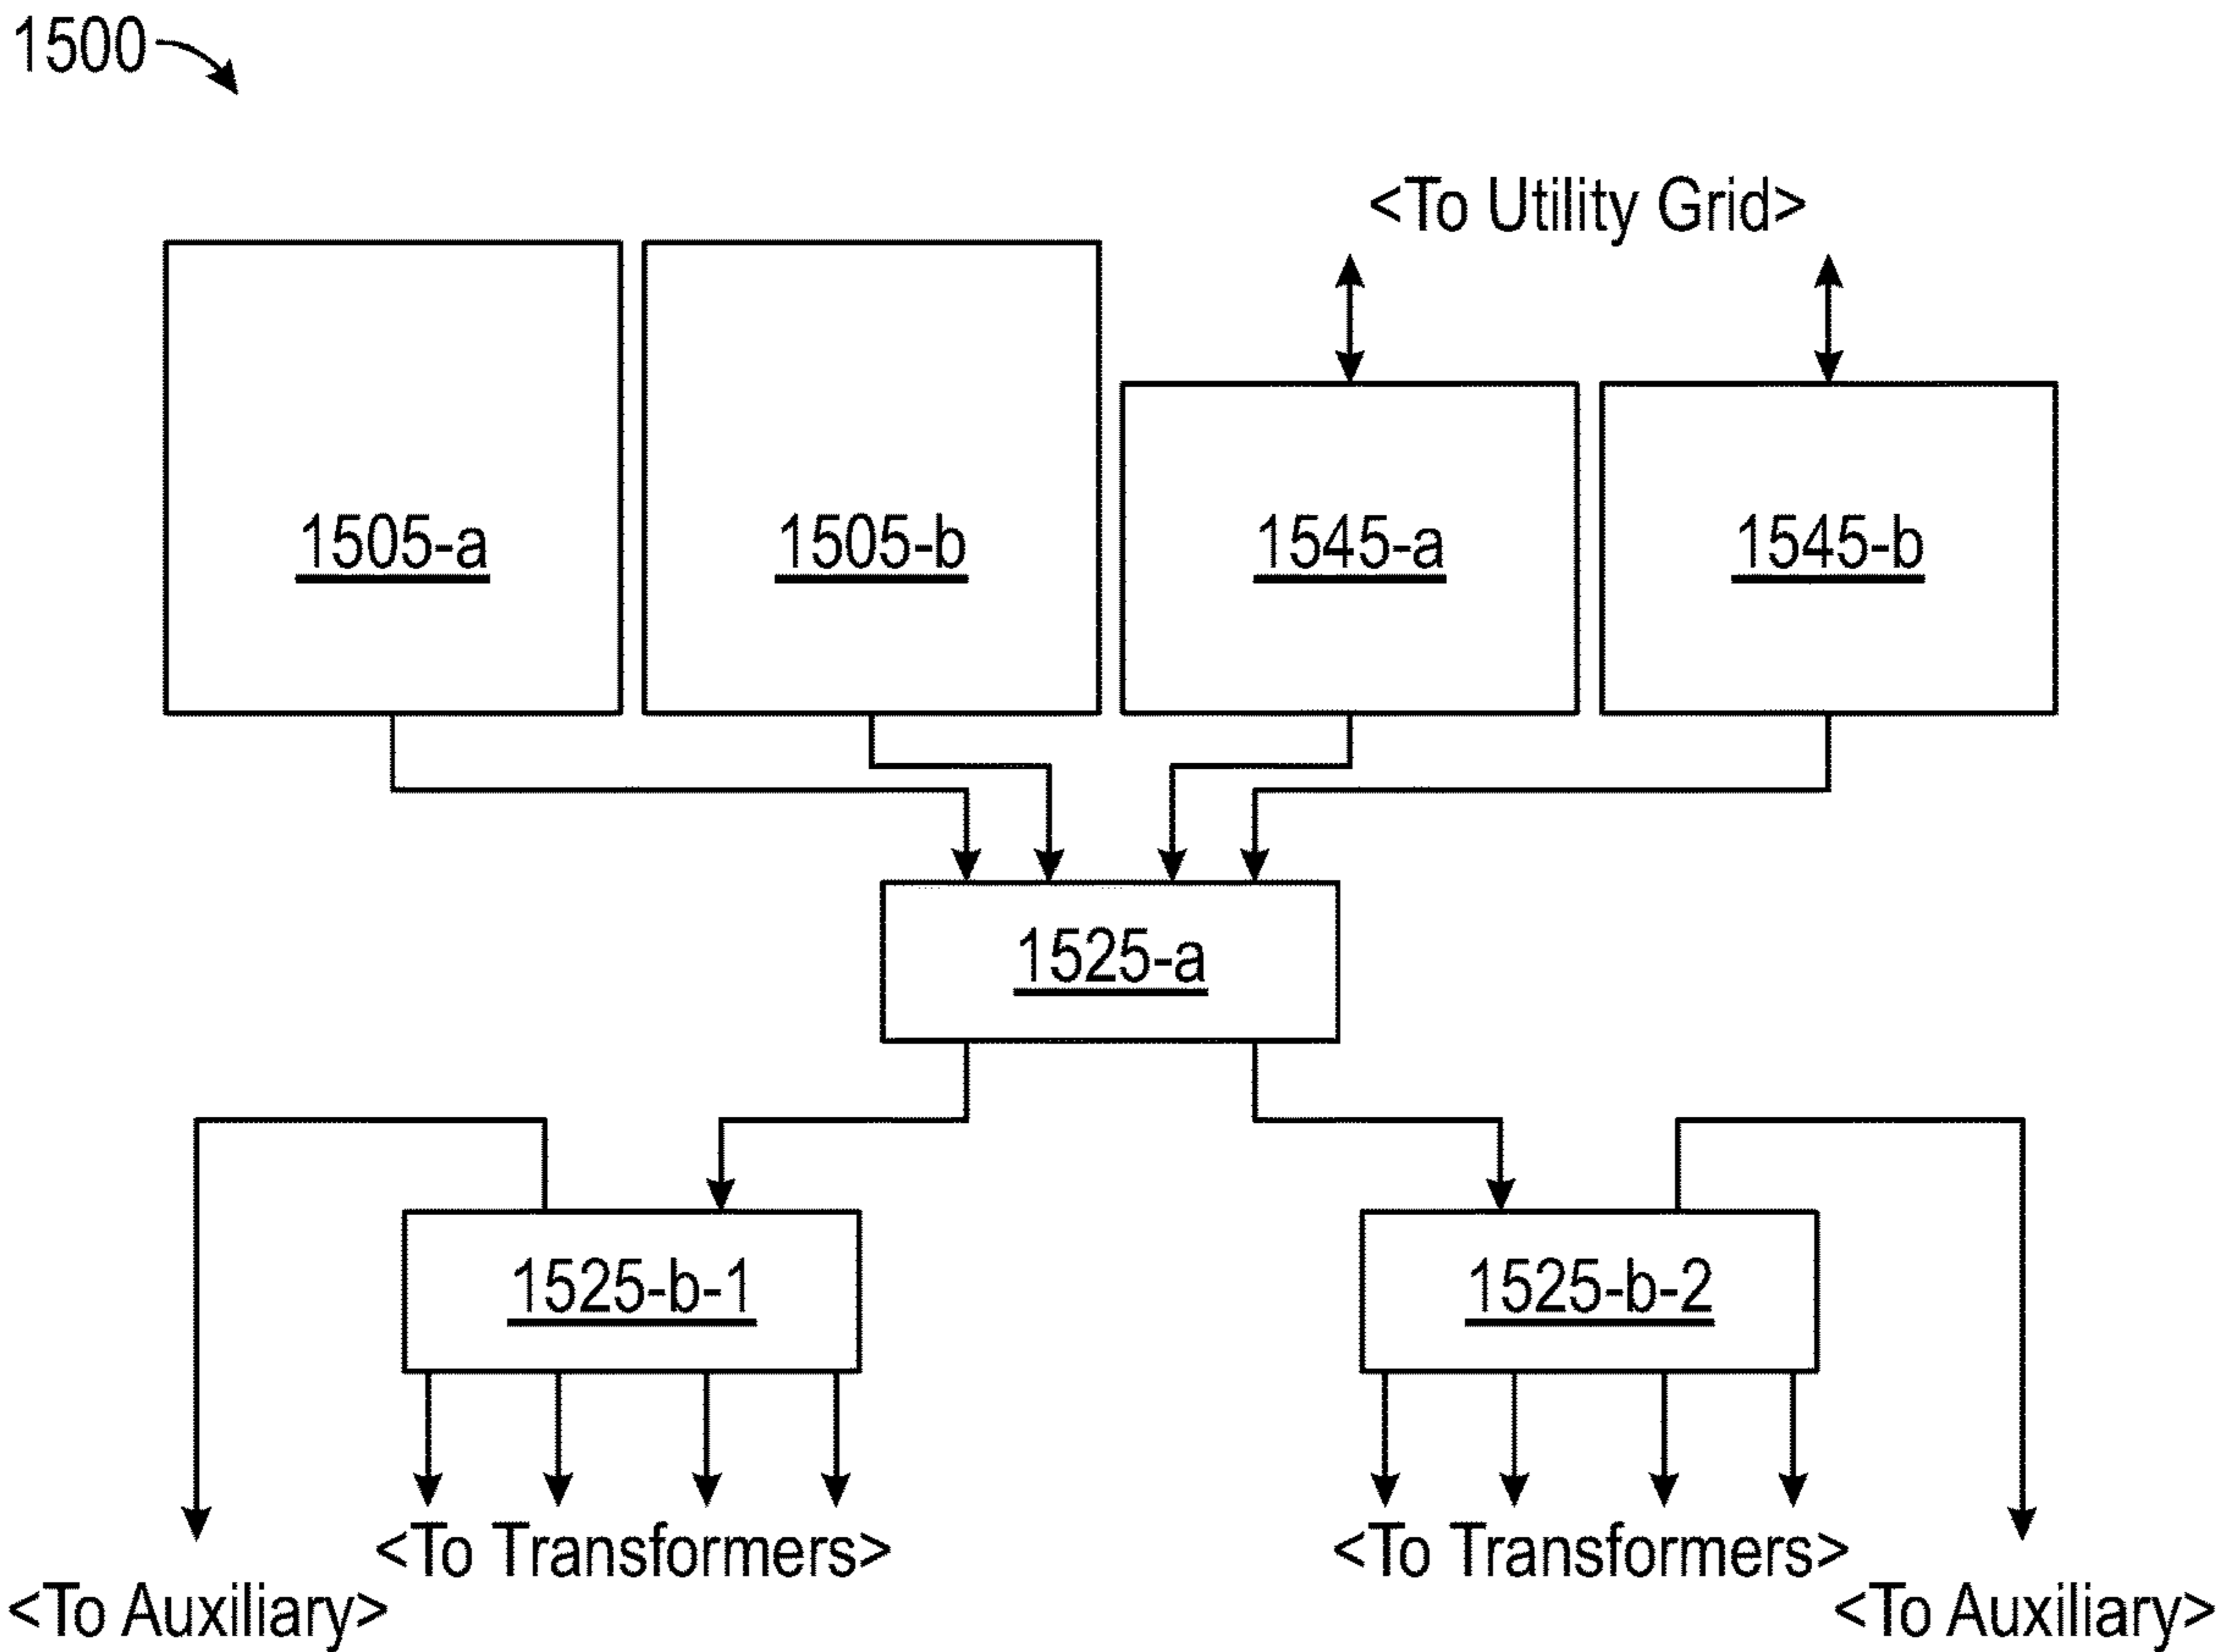 1500
<To Utility Grid>
1505-a
1505-b
1545-a
1545-b
1525-a
1525-b-1
1525-b-2
<To Transformers>
<To Transformers>
<To Auxiliary>
<To Auxiliary>